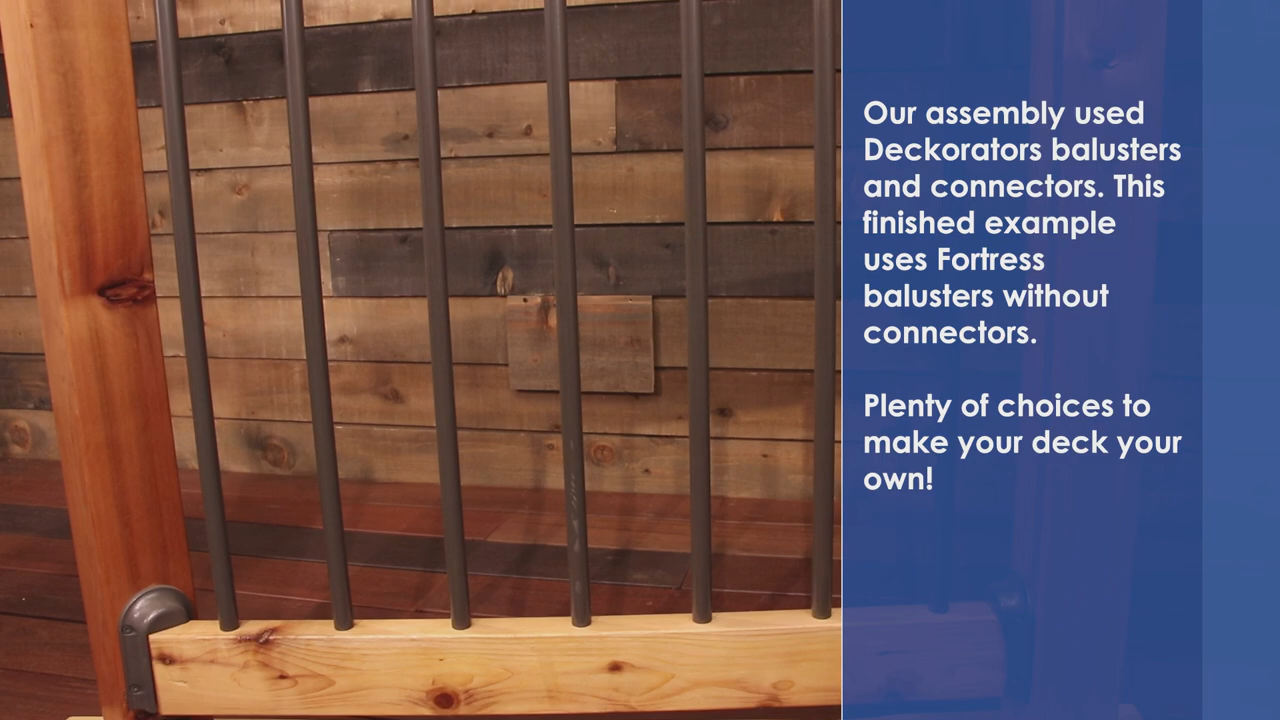 Our assembly used
Deckorators balusters
and connectors. This
finished example
uses Fortress
balusters without
connectors.
Plenty of choices to
make your deck your
own!